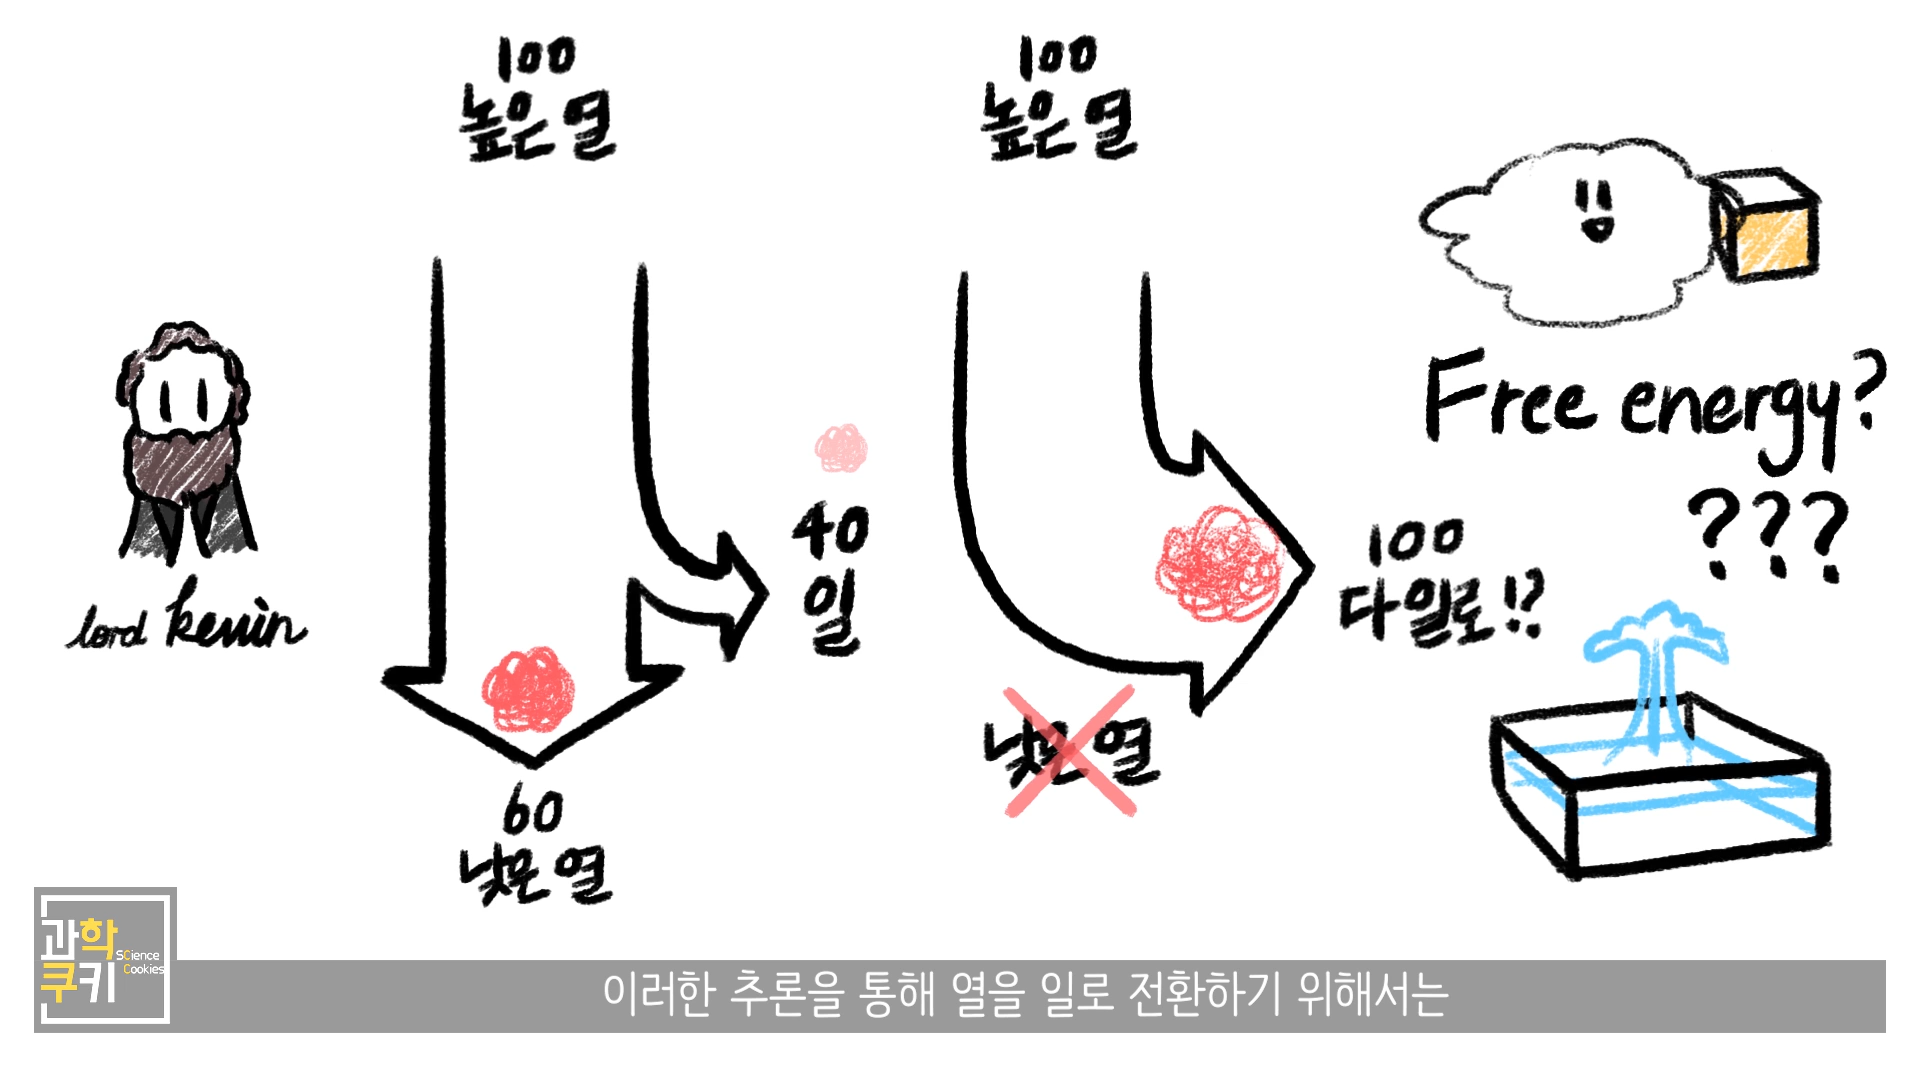 100
높은 열
100
높은 열
Free energy?
???
lord kelvin
40
일
100
다 일로!?
낮은 열
60
낮은 열
과학
쿠키
Science
Cookies
이러한 추론을 통해 열을 일로 전환하기 위해서는